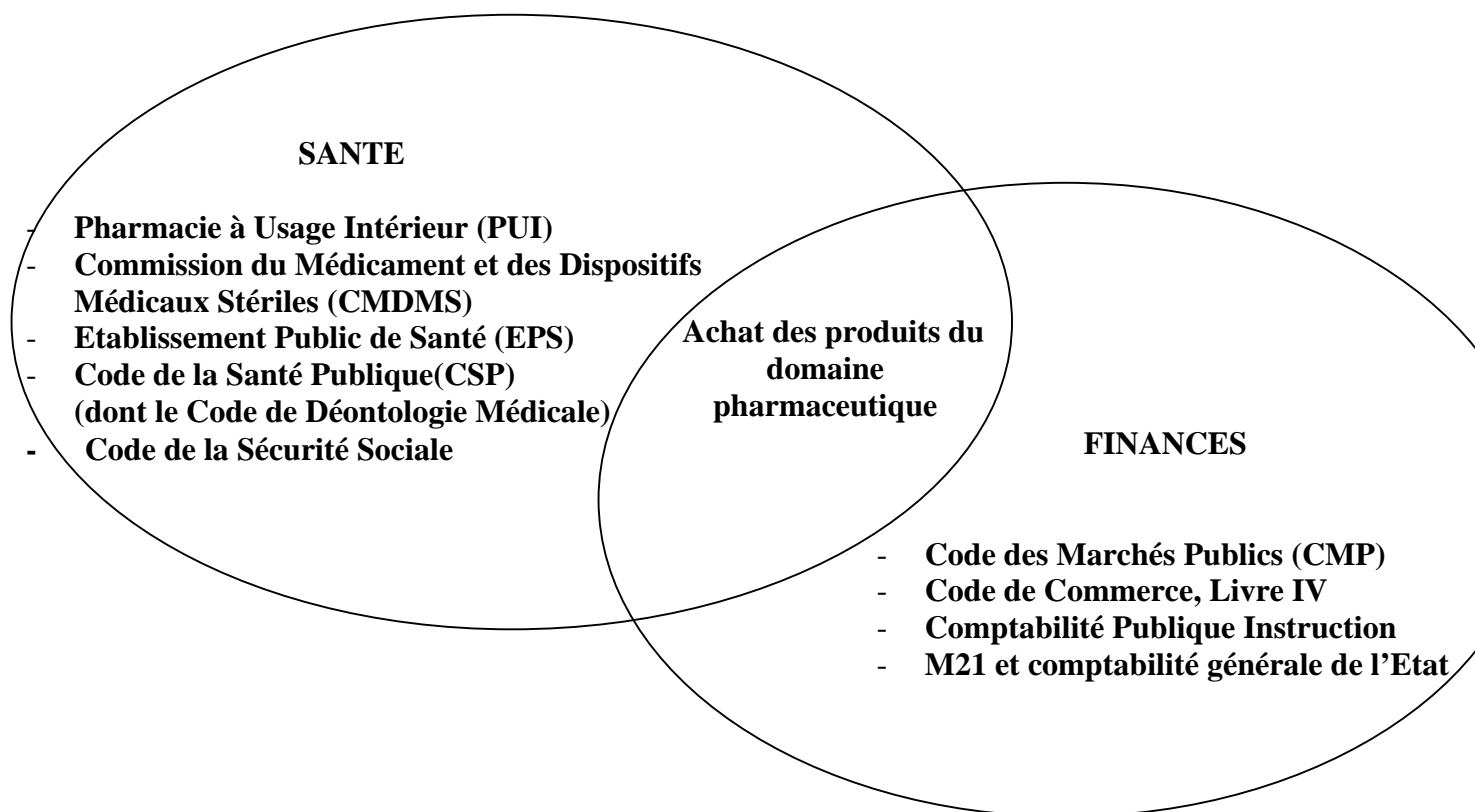 SANTE
- Pharmacie à Usage Intérieur (PUI)
- Commission du Médicament et des Dispositifs
Médicaux Stériles (CMDMS)
- Etablissement Public de Santé (EPS)
- Code de la Santé Publique(CSP)
(dont le Code de Déontologie Médicale)
- Code de la Sécurité Sociale
Achat des produits du
domaine
pharmaceutique
FINANCES
- Code des Marchés Publics (CMP)
- Code de Commerce, Livre IV
- Comptabilité Publique Instruction
- M21 et comptabilité générale de l’Etat